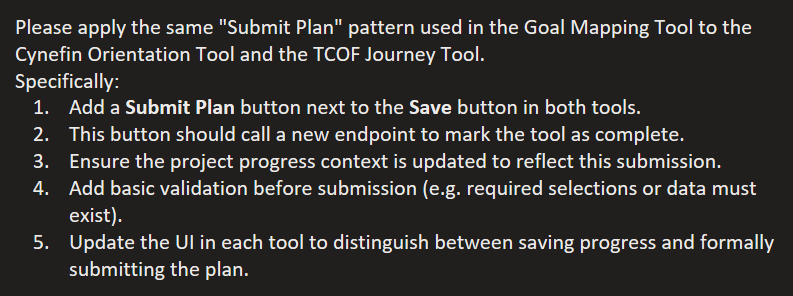 Please apply the same "Submit Plan" pattern used in the Goal Mapping Tool to the
Cynefin Orientation Tool and the TCOF Journey Tool.
Specifically:
1. Add a Submit Plan button next to the Save button in both tools.
2. This button should call a new endpoint to mark the tool as complete.
3. Ensure the project progress context is updated to reflect this submission.
4. Add basic validation before submission (e.g. required selections or data must
exist).
5. Update the UI in each tool to distinguish between saving progress and formally
submitting the plan.